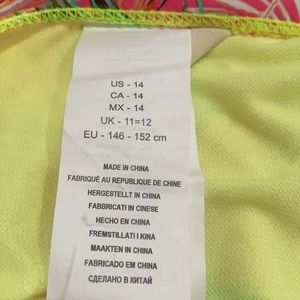 US - 14
CA - 14
MX - 14
UK - 11=12
EU - 146 - 152 cm
MADE IN CHINA
FABRIQUÉ AU REPUBLIQUE DE CHINE
HERGESTELLT IN CHINA
FABBRICATI IN CINESE
HECHO EN CHINA
FREMSTILLATI I KINA
MAAKTEN IN CHINA
FABRICADO EM CHINA
СДЕЛАНО В КИТАЙ